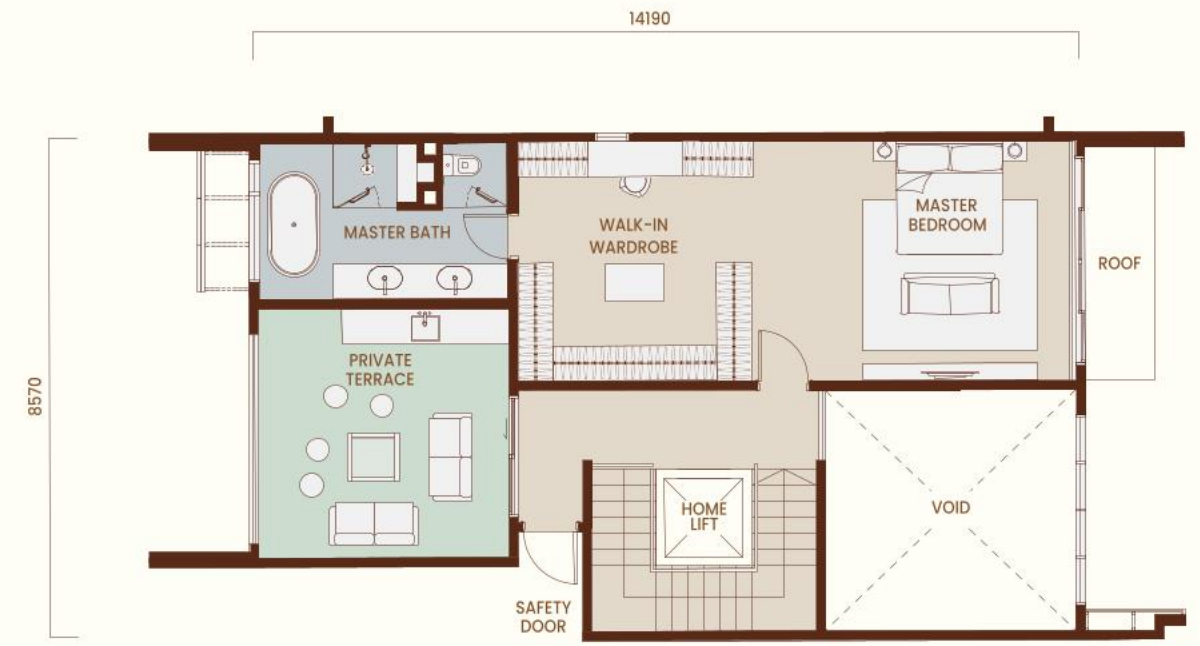 14190
MASTER
BEDROOM
WALK-IN
WARDROBE
MASTER BATH
ROOF
PRIVATE
TERRACE
8570
HOME
LIFT
VOID
SAFETY
DOOR